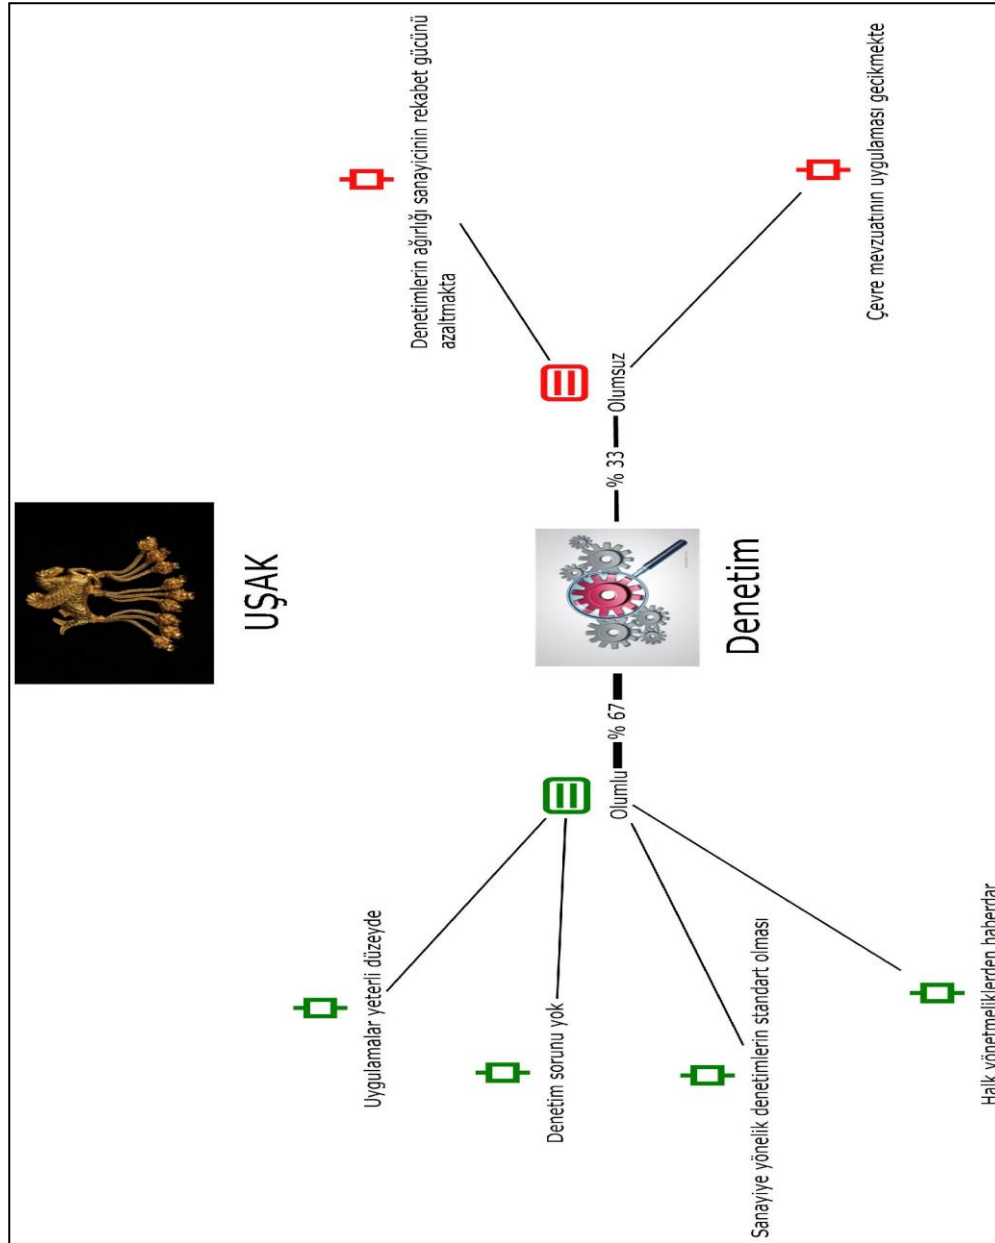 UŞAK
Uygulamalar yeterli düzeyde
Denetim sorunu yok
Sanayiye yönelik denetimlerin standart olması
Halk yönetmeliklerden haberdar
Olumlu
% 67
Denetim
% 33
Olumsuz
Denetimlerin ağırlığı sanayicinin rekabet gücünü
azaltmakta
Çevre mevzuatının uygulaması gecikmekte